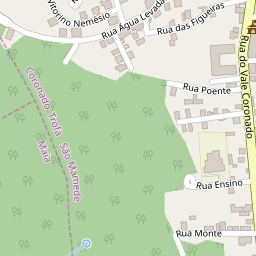 Vitorino Nemésio
Rua Água Levada
Rua das Figueiras
Rua do Vale Coronado
Rua Poente
Coronado Trofa
São Mamede
Maia
Rua Ensino
Rua Monte